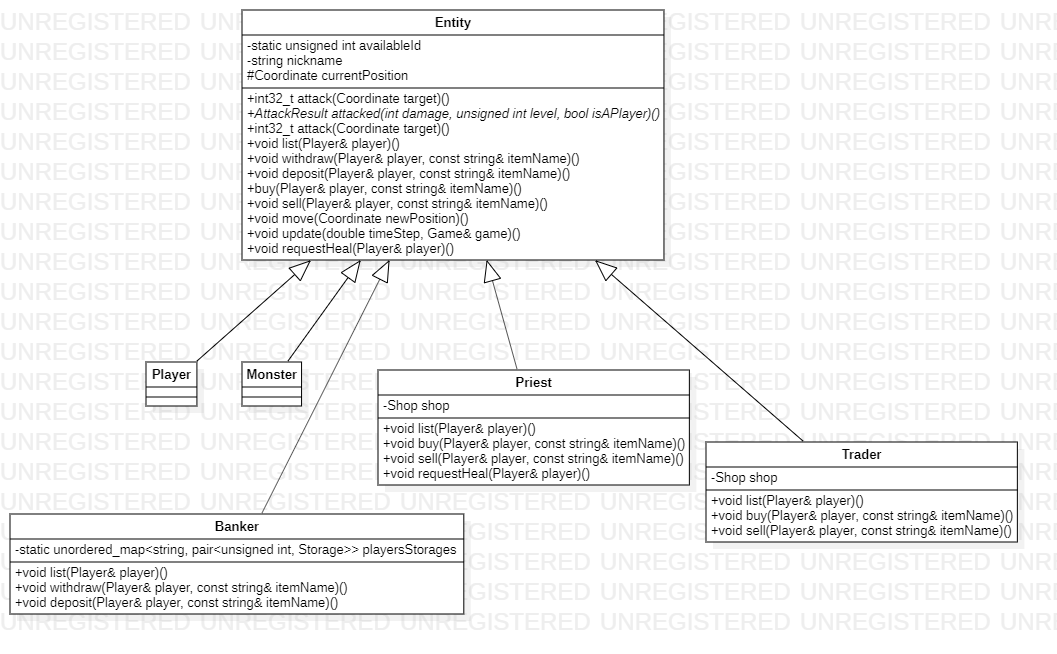 Entity
-static unsigned int availableId
-string nickname
#Coordinate currentPosition
+int32_t attack(Coordinate target)()
+AttackResult attacked(int damage, unsigned int level, bool isAPlayer)()
+int32_t attack(Coordinate target)()
+void list(Player& player)()
+void withdraw(Player& player, const string& itemName)()
+void deposit(Player& player, const string& itemName)()
+buy(Player& player, const string& itemName)()
+void sell(Player& player, const string& itemName)()
+void move(Coordinate newPosition)()
+void update(double timeStep, Game& game)()
+void requestHeal(Player& player)()
Player
Monster
Priest
-Shop shop
+void list(Player& player)()
+void buy(Player& player, const string& itemName)()
+void sell(Player& player, const string& itemName)()
+void requestHeal(Player& player)()
Trader
-Shop shop
+void list(Player& player)()
+void buy(Player& player, const string& itemName)()
+void sell(Player& player, const string& itemName)()
Banker
-static unordered_map<string, pair<unsigned int, Storage>> playersStorages
+void list(Player& player)()
+void withdraw(Player& player, const string& itemName)()
+void deposit(Player& player, const string& itemName)()
UNREGISTERED